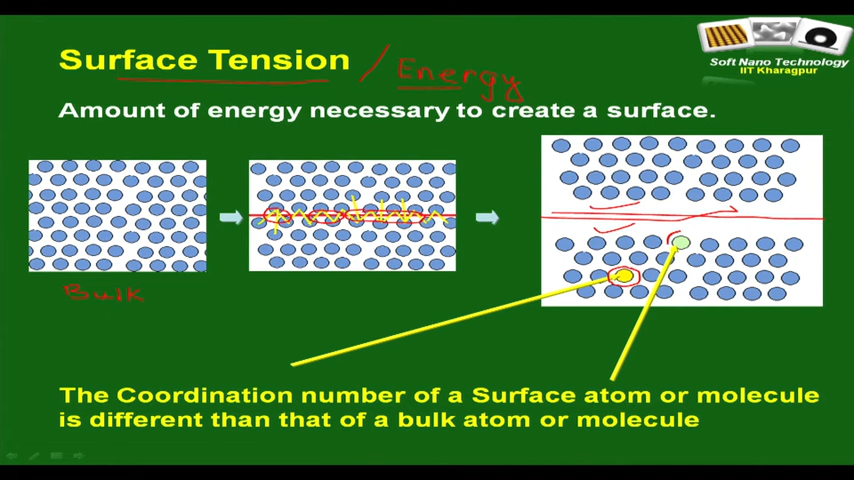 Surface Tension / Energy
Soft Nano Technology
IIT Kharagpur
Amount of energy necessary to create a surface.
Bulk
The Coordination number of a Surface atom or molecule
is different than that of a bulk atom or molecule